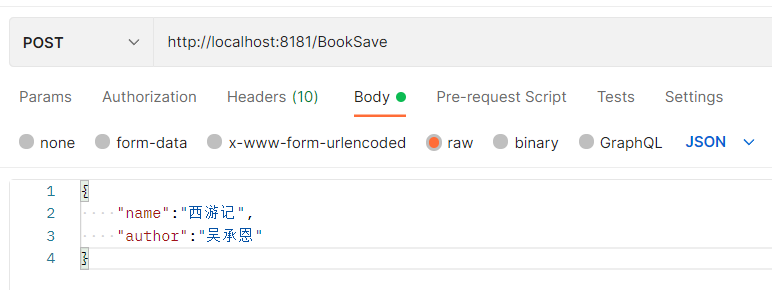 POST http://localhost:8181/BookSave
Params Authorization Headers (10) Body Pre-request Script Tests Settings
none form-data x-www-form-urlencoded raw binary GraphQL JSON
1 {
2 "name":"西游记",
3 "author":"吴承恩"
4 }